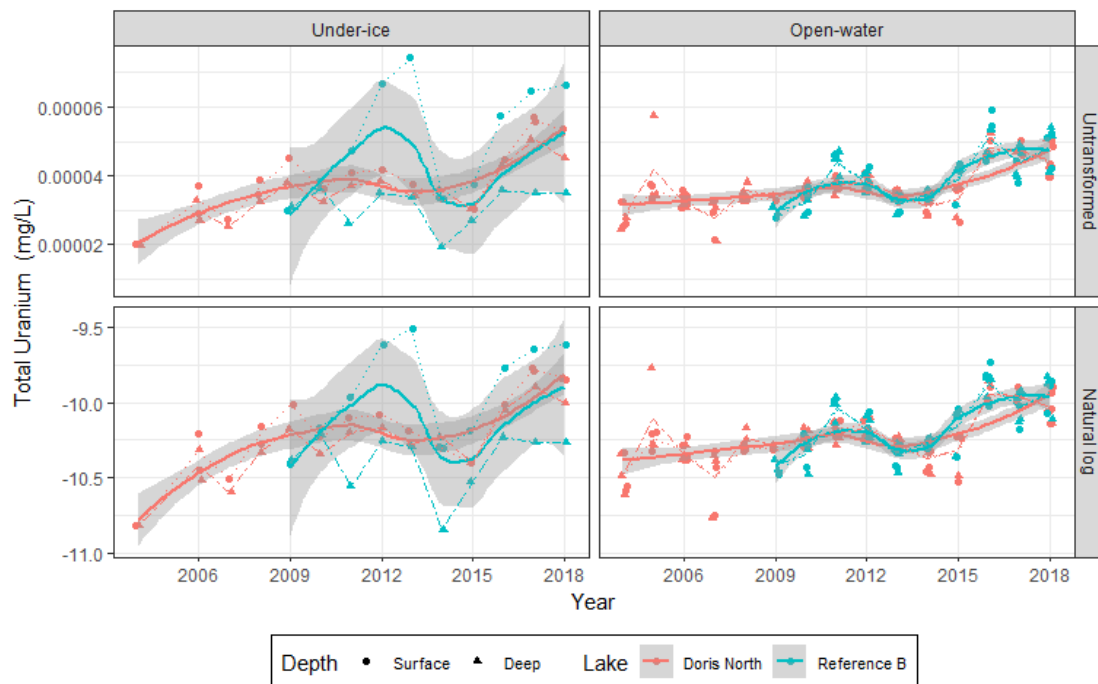 Under-ice
Open-water
Total Uranium (mg/L)
0.00006
0.00004
0.00002
Untransformed
-9.5
-10.0
-10.5
-11.0
Natural log
2006 2009 2012 2015 2018
2006 2009 2012 2015 2018
Year
Depth Surface Deep Lake Doris North Reference B